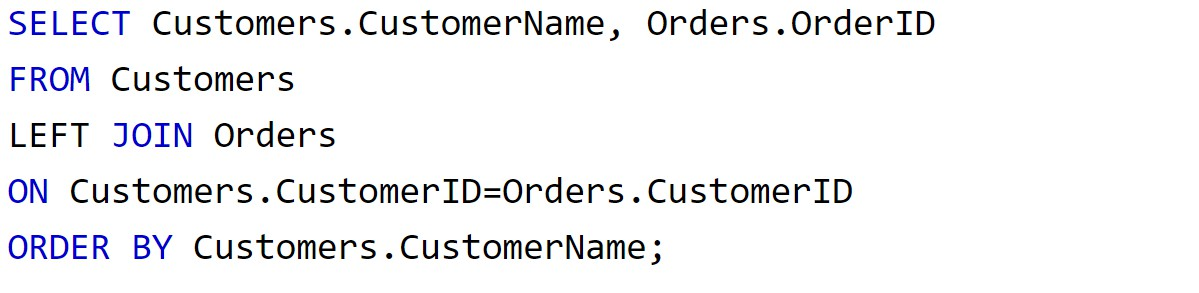 SELECT Customers.CustomerName, Orders.OrderID
FROM Customers
LEFT JOIN Orders
ON Customers.CustomerID=Orders.CustomerID
ORDER BY Customers.CustomerName;